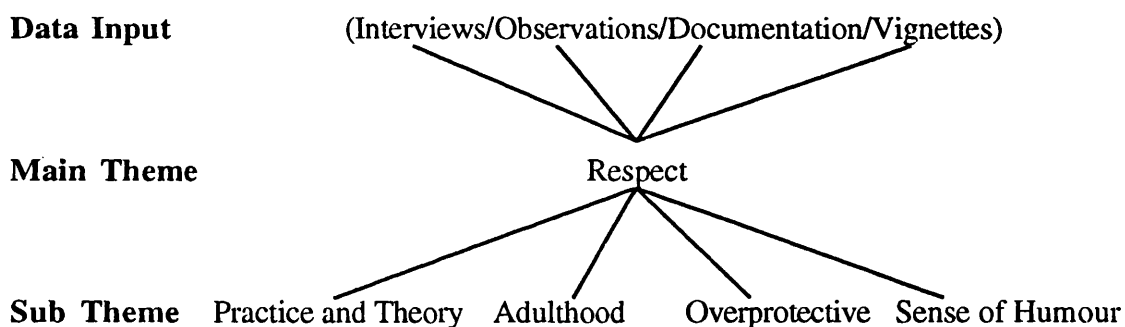 Data Input (Interviews/Observations/Documentation/Vignettes)
Main Theme Respect
Sub Theme Practice and Theory Adulthood Overprotective Sense of Humour